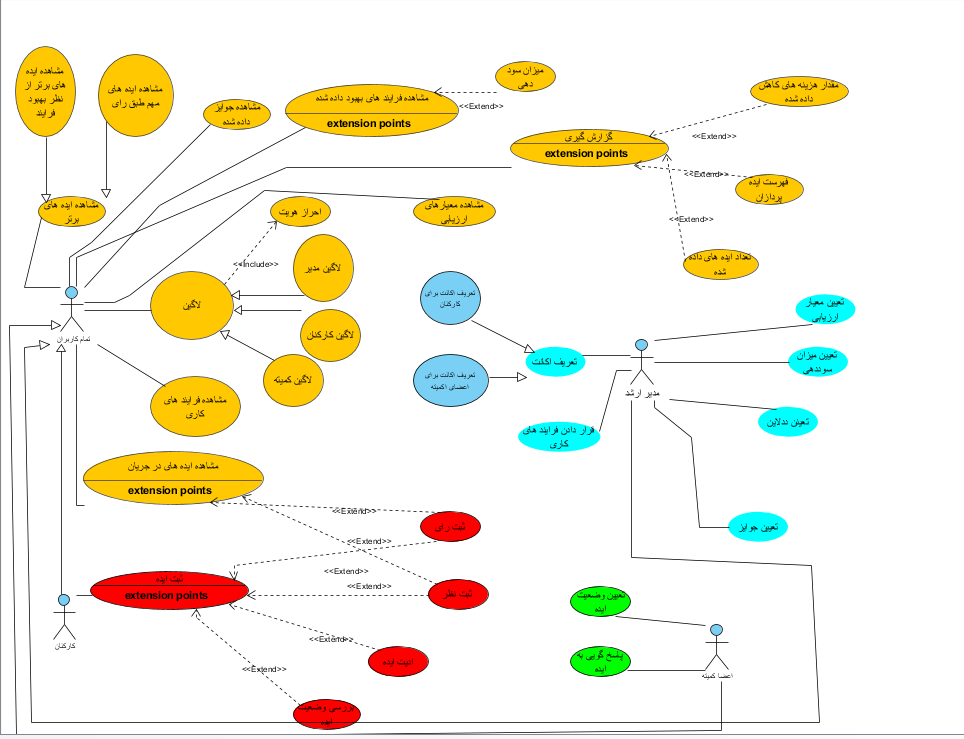 مشاهده ایده
های برتر از
نظر بهبود
فرایند
مشاهده ایده های
مهم طبق رای
مشاهده جوایز
داده شده
مشاهده فرایند های بهبود داده شده
extension points
میزان سود
دهی
<<Extend>>
گزارش گیری
extension points
مقدار هزینه های کاهش
داده شده
<<Extend>>
<<Extend>>
فهرست ایده
پردازان
<<Extend>>
تعداد ایده های داده
شده
مشاهده ایده های
برتر
احراز هویت
مشاهده معیارهای
ارزیابی
<<Include>>
لاگین
لاگین مدیر
لاگین کارکنان
لاگین کمیته
تمام کاربران
مشاهده فرایند های
کاری
تعریف اکانت برای
کارکنان
تعریف اکانت
تعریف اکانت برای
اعضای اکمیته
قرار دادن فرایند های
کاری
مدیر ارشد
تعیین معیار
ارزیابی
تعیین میزان
سوددهی
تعیین ددلاین
تعیین جوایز
مشاهده ایده های در جریان
extension points
<<Extend>>
ثبت رای
<<Extend>>
<<Extend>>
<<Extend>>
ثبت ایده
extension points
ثبت نظر
کارکنان
<<Extend>>
ادیت ایده
<<Extend>>
بررسی وضعیت
ایده
تعیین وضعیت
ایده
پاسخ گویی به
ایده
اعضا کمیته